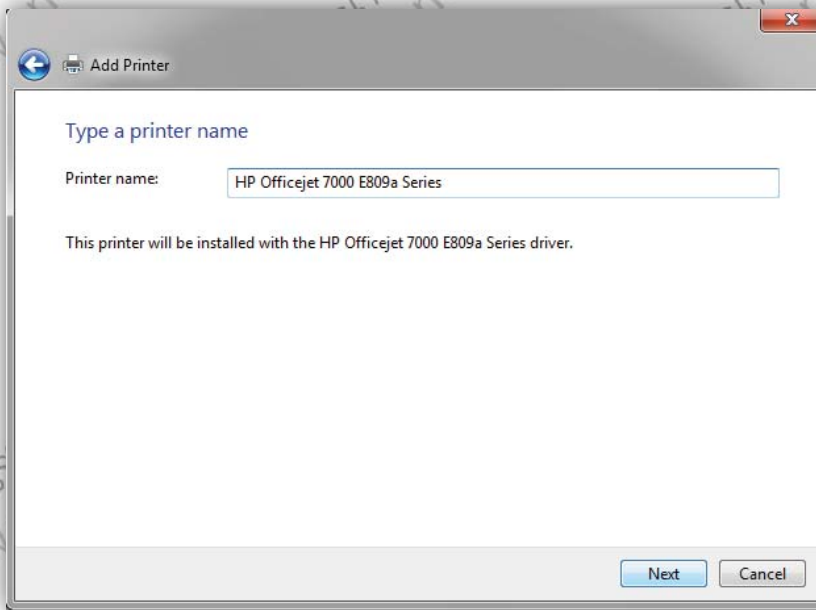 Add Printer
Type a printer name
Printer name: HP Officejet 7000 E809a Series
This printer will be installed with the HP Officejet 7000 E809a Series driver.
Next Cancel